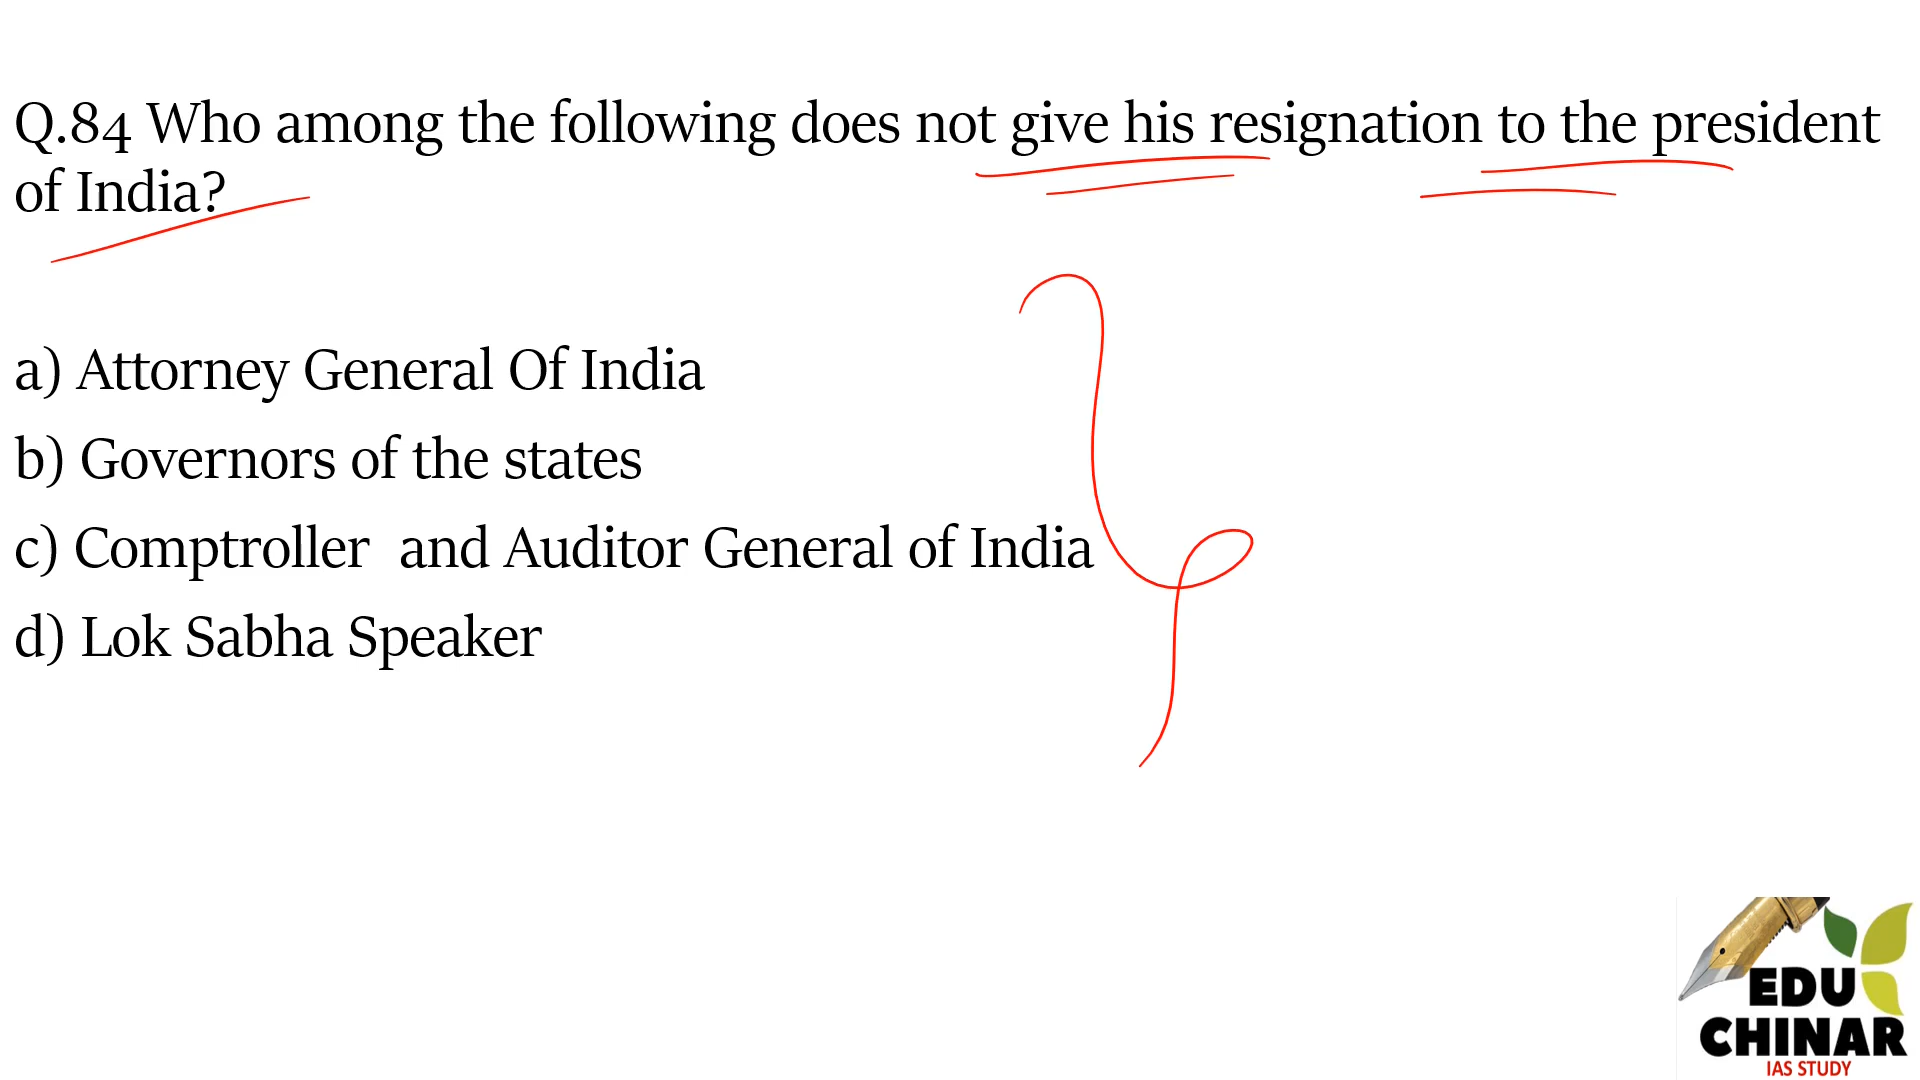 Q.84 Who among the following does not give his resignation to the president
of India?
a) Attorney General Of India
b) Governors of the states
c) Comptroller  and Auditor General of India
d) Lok Sabha Speaker
EDU
CHINAR
IAS STUDY